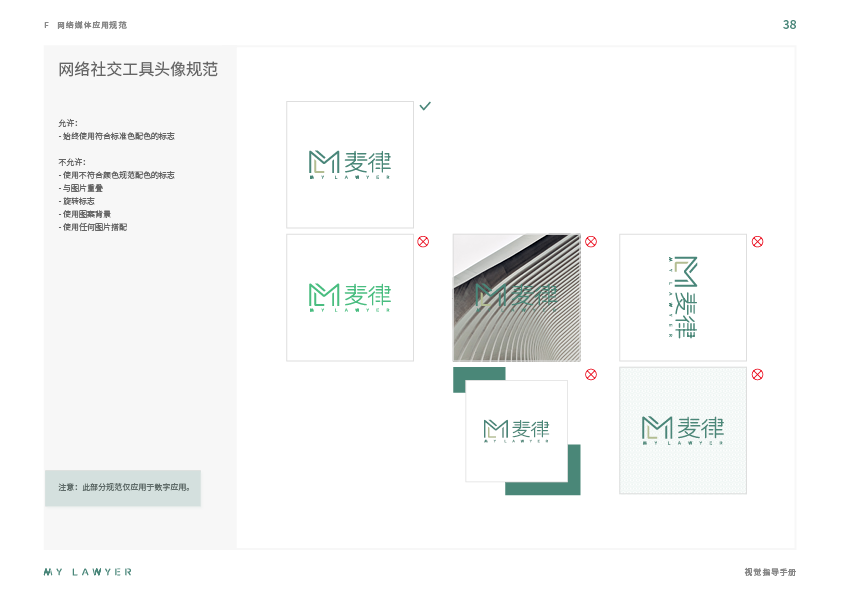 F 网络媒体应用规范
38
网络社交工具头像规范
允许：
- 始终使用符合标准色配色的标志
不允许：
- 使用不符合颜色规范配色的标志
- 与图片重叠
- 旋转标志
- 使用图案背景
- 使用任何图片搭配
注意：此部分规范仅应用于数字应用。
麦律
MY LAWYER
麦律
MY LAWYER
麦律
麦律
MY LAWYER
麦律
MY LAWYER
麦律
MY LAWYER
MY LAWYER
视觉指导手册